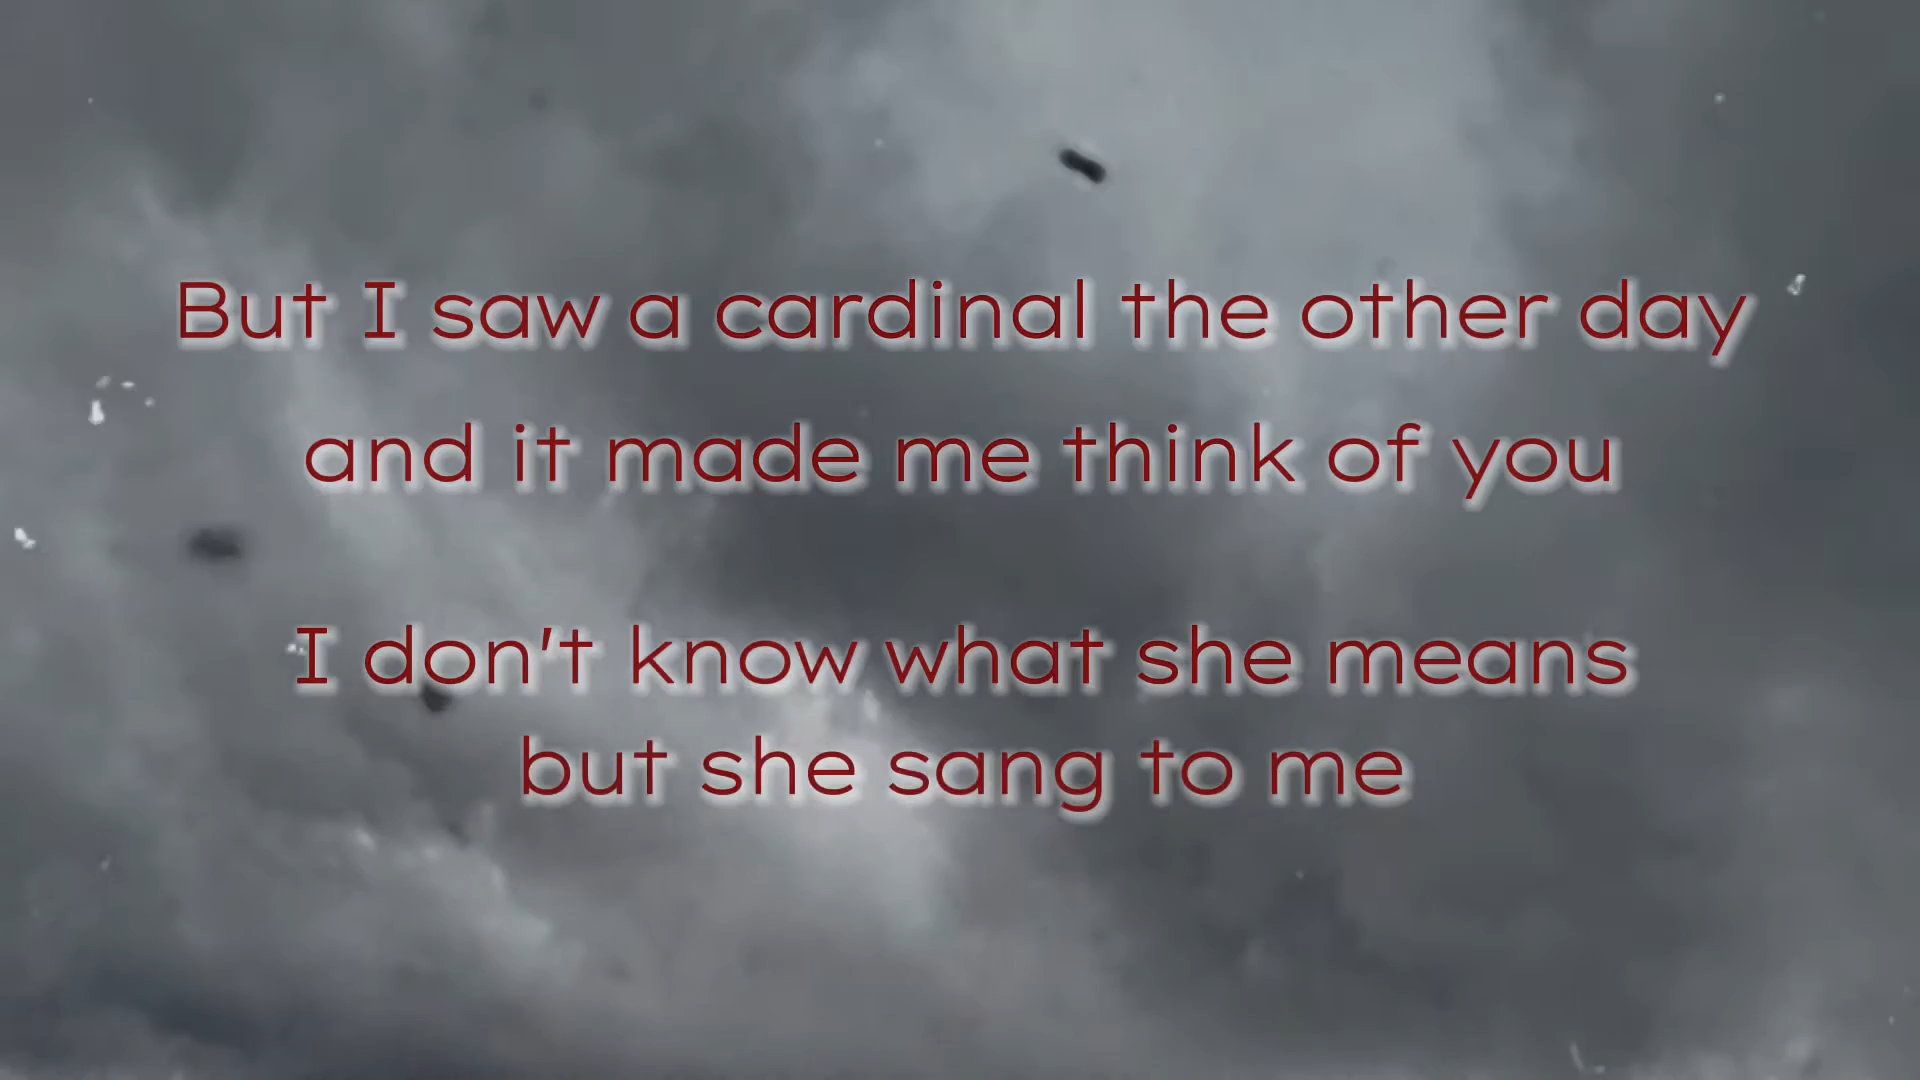 But I saw a cardinal the other day
and it made me think of you
I don't know what she means
but she sang to me